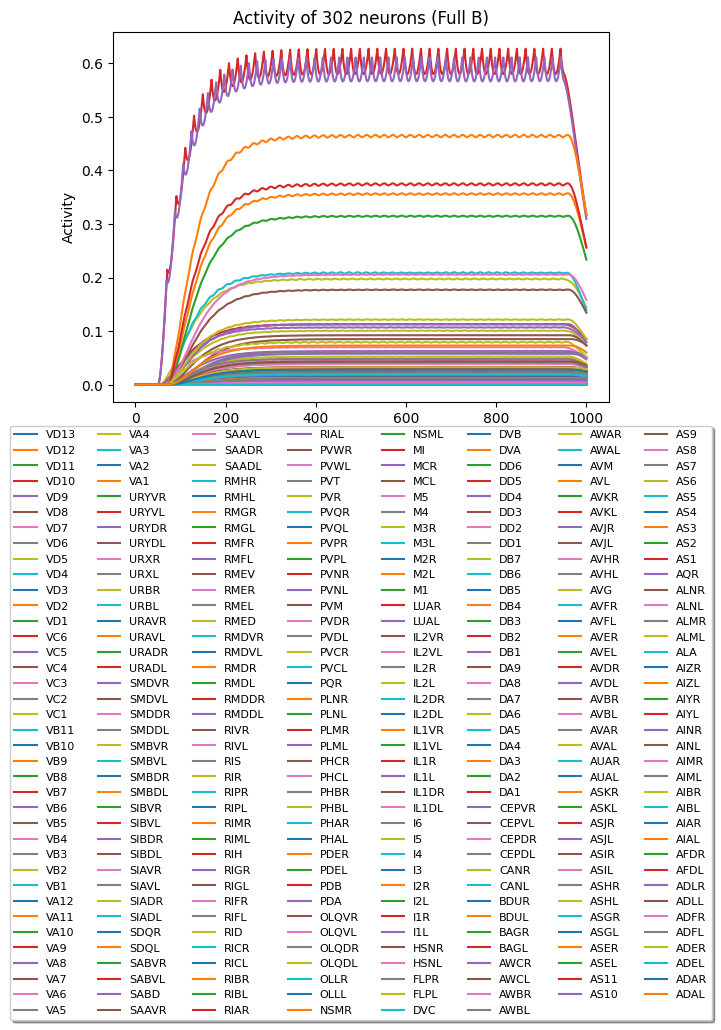 Activity of 302 neurons (Full B)
Activity
0.6
0.5
0.4
0.3
0.2
0.1
0.0
0
200
400
600
800
1000
VD13
VD12
VD11
VD10
VD9
VD8
VD7
VD6
VD5
VD4
VD3
VD2
VD1
VC6
VC5
VC4
VC3
VC2
VC1
VB11
VB10
VB9
VB8
VB7
VB6
VB5
VB4
VB3
VB2
VB1
VA12
VA11
VA10
VA9
VA8
VA7
VA6
VA5
VA4
VA3
VA2
VA1
URYVR
URYVL
URYDR
URYDL
URXR
URXL
URBR
URBL
URAVR
URAVL
URADR
URADL
SMDVR
SMDVL
SMDDR
SMDDL
SMBVR
SMBVL
SMBDR
SMBDL
SIBVR
SIBVL
SIBDR
SIBDL
SIAVR
SIAVL
SIADR
SIADL
SDQR
SDQL
SABVR
SABVL
SABD
SAAVR
SAAVL
SAADR
SAADL
RMHR
RMHL
RMGR
RMGL
RMFR
RMFL
RMEV
RMER
RMEL
RMED
RMDVR
RMDVL
RMDR
RMDL
RMDDR
RMDDL
RIVR
RIVL
RIS
RIR
RIPR
RIPL
RIMR
RIML
RIH
RIGR
RIGL
RIFR
RIFL
RID
RICR
RICL
RIBR
RIBL
RIAR
RIAL
PVWR
PVWL
PVT
PVR
PVQR
PVQL
PVPR
PVPL
PVNR
PVNL
PVM
PVDR
PVDL
PVCR
PVCL
PQR
PLNR
PLNL
PLMR
PLML
PHCR
PHCL
PHBR
PHBL
PHAR
PHAL
PDER
PDEL
PDB
PDA
OLQVR
OLQVL
OLQDR
OLQDL
OLLR
OLLL
NSMR
NSML
MI
MCR
MCL
M5
M4
M3R
M3L
M2R
M2L
M1
LUAR
LUAL
IL2VR
IL2VL
IL2R
IL2L
IL2DR
IL2DL
IL1VR
IL1VL
IL1R
IL1L
IL1DR
IL1DL
I6
I5
I4
I3
I2R
I2L
I1R
I1L
HSNR
HSNL
FLPR
FLPL
DVC
DVB
DVA
DD6
DD5
DD4
DD3
DD2
DD1
DB7
DB6
DB5
DB4
DB3
DB2
DB1
DA9
DA8
DA7
DA6
DA5
DA4
DA3
DA2
DA1
CEPVR
CEPVL
CEPDR
CEPDL
CANR
CANL
BDUR
BDUL
BAGR
BAGL
AWCR
AWCL
AWBR
AWBL
AWAR
AWAL
AVM
AVL
AVKR
AVKL
AVJR
AVJL
AVHR
AVHL
AVG
AVFR
AVFL
AVER
AVEL
AVDR
AVDL
AVBR
AVBL
AVAR
AVAL
AUAR
AUAL
ASKR
ASKL
ASJR
ASJL
ASIR
ASIL
ASHR
ASHL
ASGR
ASGL
ASER
ASEL
AS11
AS10
AS9
AS8
AS7
AS6
AS5
AS4
AS3
AS2
AS1
AQR
ALNR
ALNL
ALMR
ALML
ALA
AIZR
AIZL
AIYR
AIYL
AINR
AINL
AIMR
AIML
AIBR
AIBL
AIAR
AIAL
AFDR
AFDL
ADLR
ADLL
ADFR
ADFL
ADER
ADEL
ADAR
ADAL